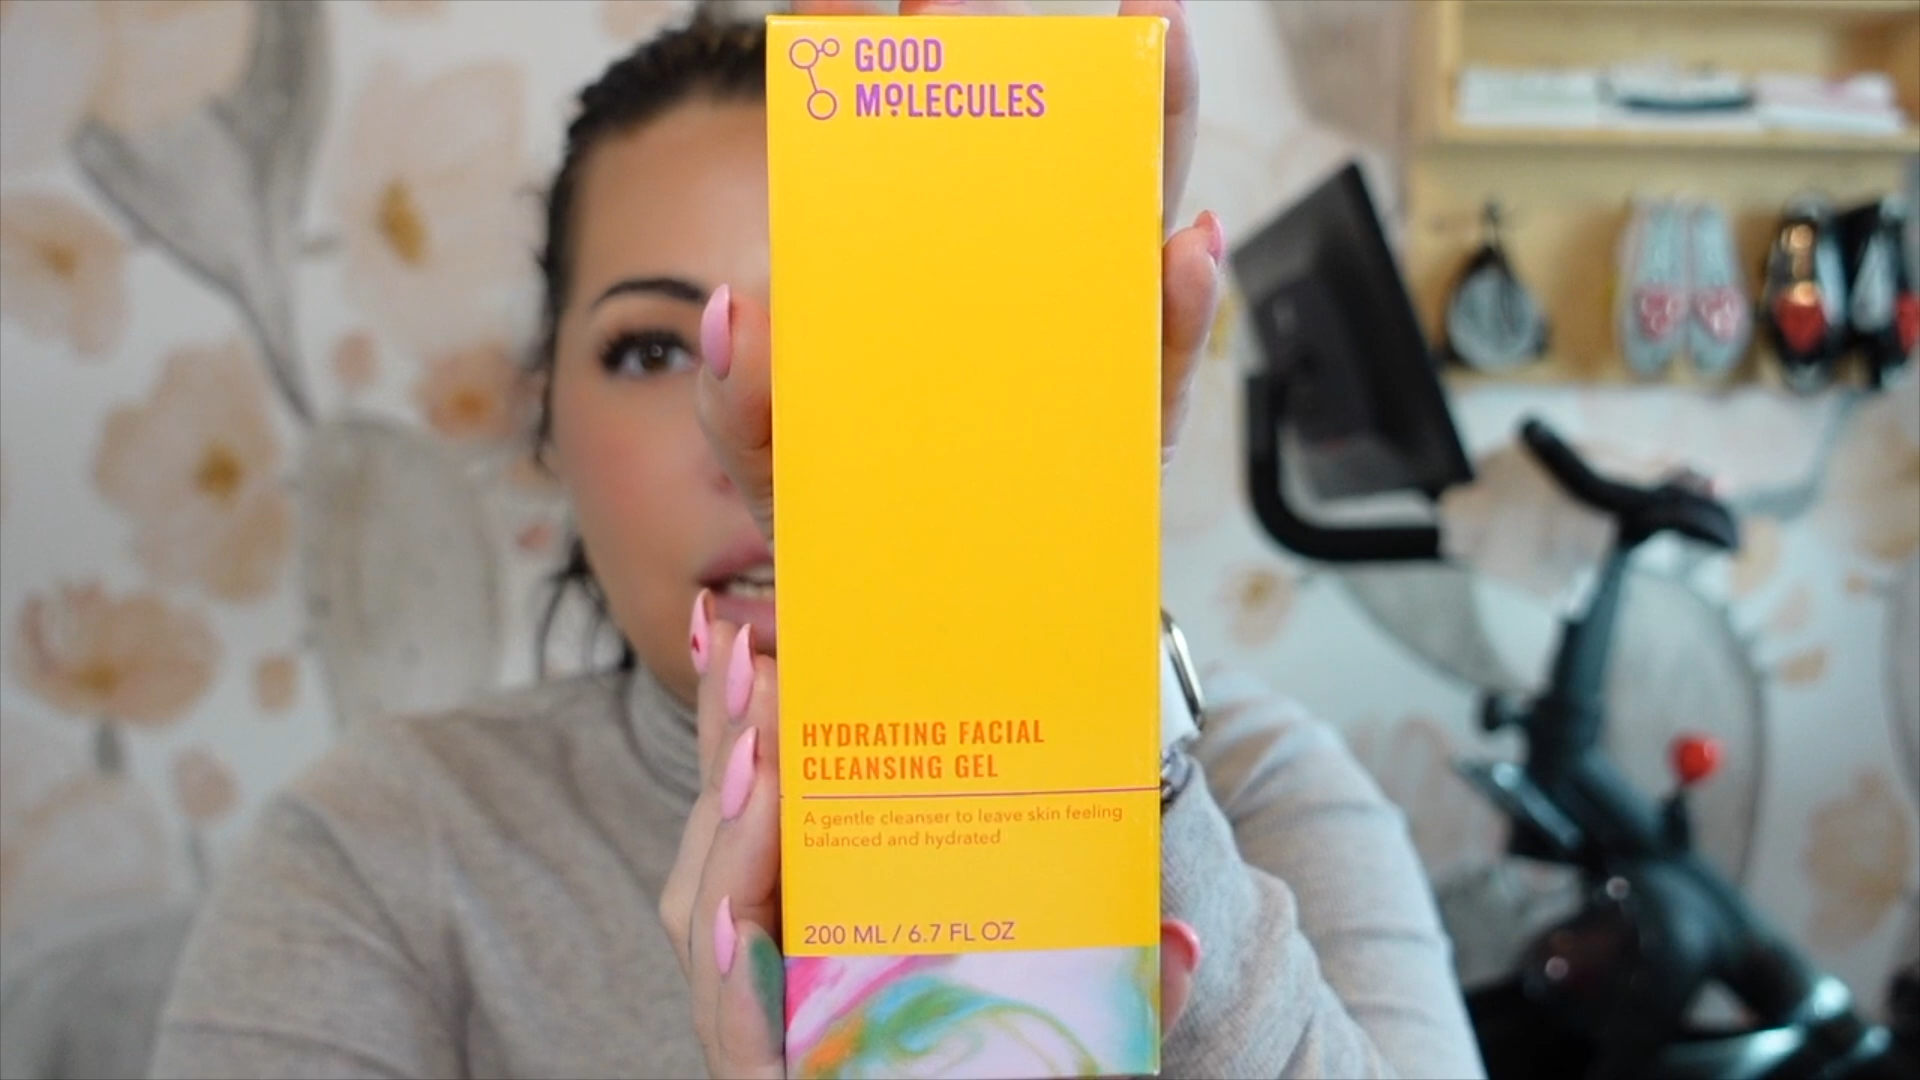 GOOD
MOLECULES
HYDRATING FACIAL
CLEANSING GEL
A gentle cleanser to leave skin feeling
balanced and hydrated
200 ML / 6.7 FL OZ